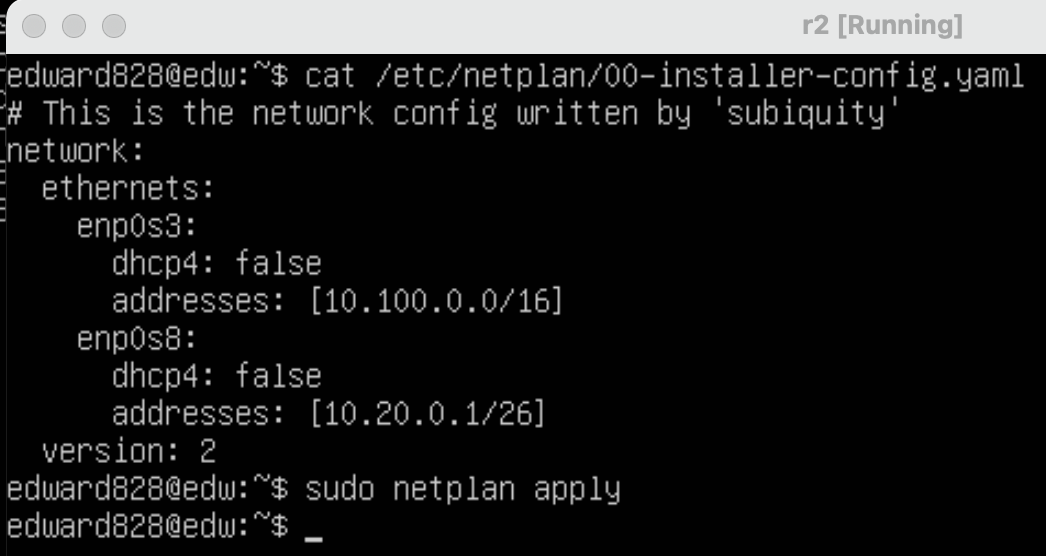 r2 [Running]
edward828@edw:~$ cat /etc/netplan/00-installer-config.yaml
# This is the network config written by 'subiquity'
network:
  ethernets:
    enp0s3:
      dhcp4: false
      addresses: [10.100.0.0/16]
    enp0s8:
      dhcp4: false
      addresses: [10.20.0.1/26]
  version: 2
edward828@edw:~$ sudo netplan apply
edward828@edw:~$ _